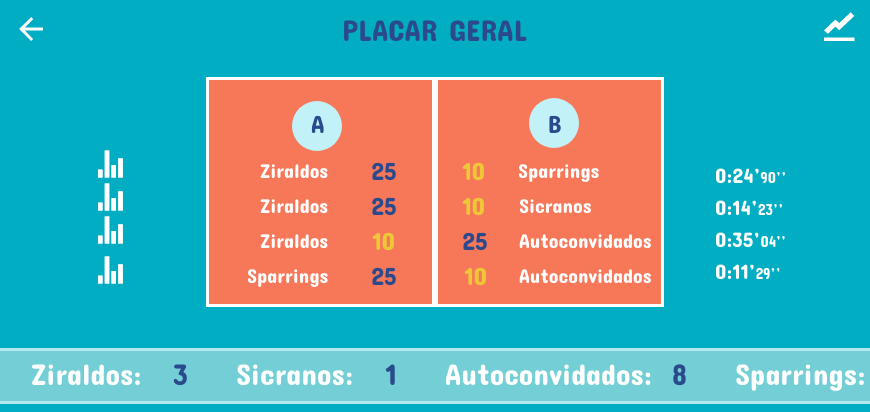 PLACAR GERAL
A B
Ziraldos 25 10 Sparrings 0:24’90’’
Ziraldos 25 10 Sicranos 0:14’23’’
Ziraldos 10 25 Autoconvidados 0:35’04’’
Sparrings 25 10 Autoconvidados 0:11’29’’
Ziraldos: 3 Sicranos: 1 Autoconvidados: 8 Sparrings: